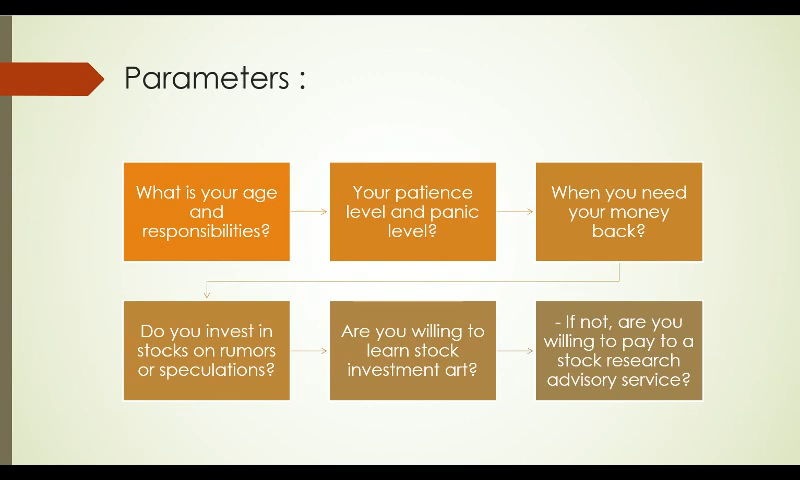 Parameters :
What is your age
and
responsibilities?
Your patience
level and panic
level?
When you need
your money
back?
Do you invest in
stocks on rumors
or speculations?
Are you willing to
learn stock
investment art?
- If not, are you
willing to pay to a
stock research
advisory service?